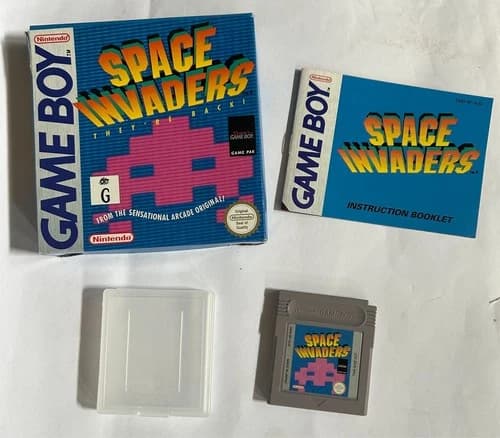 Nintendo
GAME BOY
TM
SPACE
INVADERS
THEY'RE BACK!
GAME BOY
GAME PAK
G
FROM THE SENSATIONAL ARCADE ORIGINAL!
Nintendo
Original
Nintendo
Seal of
Quality
Nintendo
GAME BOY
SPACE
INVADERS
INSTRUCTION BOOKLET
SPACE
INVADERS